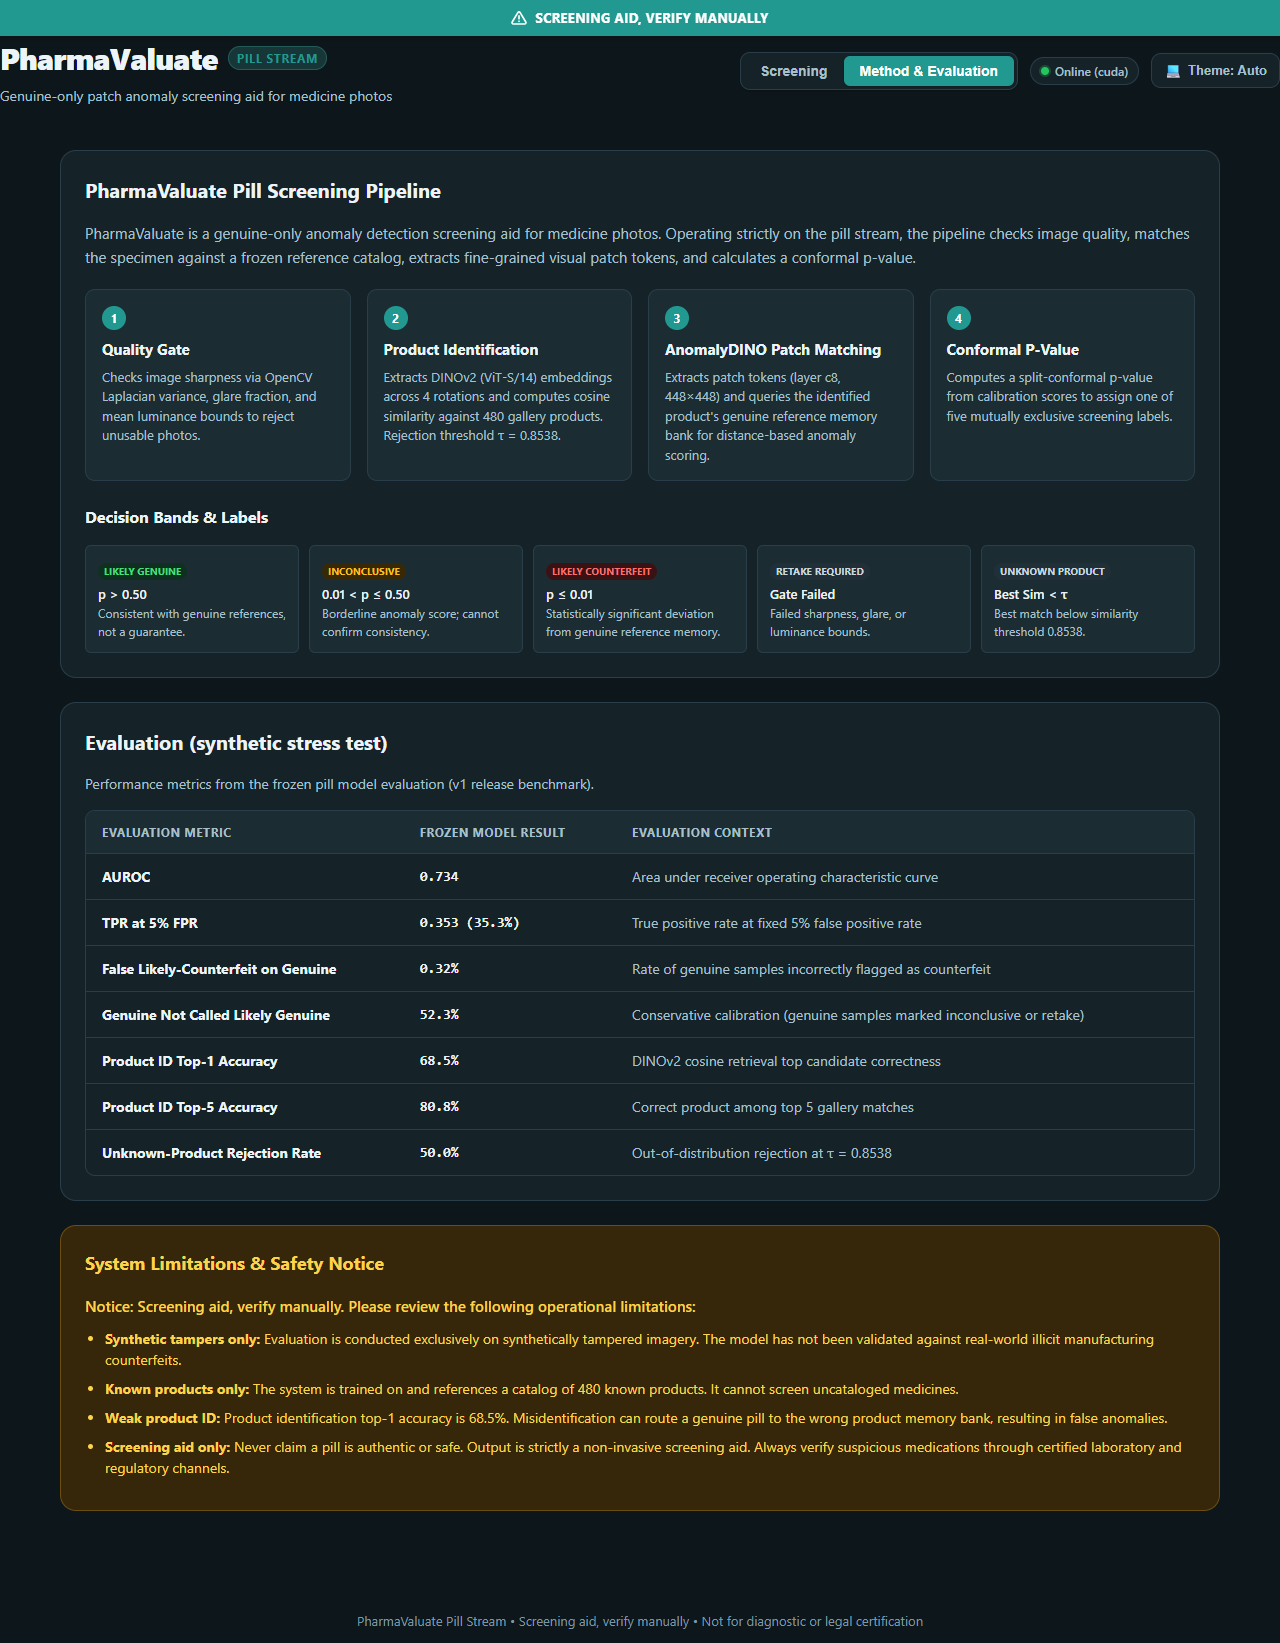 SCREENING AID, VERIFY MANUALLY
PharmaValuate PILL STREAM
Genuine-only patch anomaly screening aid for medicine photos
Screening Method & Evaluation Online (cuda) Theme: Auto
PharmaValuate Pill Screening Pipeline
PharmaValuate is a genuine-only anomaly detection screening aid for medicine photos. Operating strictly on the pill stream, the pipeline checks image quality, matches
the specimen against a frozen reference catalog, extracts fine-grained visual patch tokens, and calculates a conformal p-value.
1
Quality Gate
Checks image sharpness via OpenCV
Laplacian variance, glare fraction, and
mean luminance bounds to reject
unusable photos.
2
Product Identification
Extracts DINOv2 (ViT-S/14) embeddings
across 4 rotations and computes cosine
similarity against 480 gallery products.
Rejection threshold τ = 0.8538.
3
AnomalyDINO Patch Matching
Extracts patch tokens (layer c8,
448×448) and queries the identified
product's genuine reference memory
bank for distance-based anomaly
scoring.
4
Conformal P-Value
Computes a split-conformal p-value
from calibration scores to assign one of
five mutually exclusive screening labels.
Decision Bands & Labels
LIKELY GENUINE
p > 0.50
Consistent with genuine references,
not a guarantee.
INCONCLUSIVE
0.01 < p ≤ 0.50
Borderline anomaly score; cannot
confirm consistency.
LIKELY COUNTERFEIT
p ≤ 0.01
Statistically significant deviation
from genuine reference memory.
RETAKE REQUIRED
Gate Failed
Failed sharpness, glare, or
luminance bounds.
UNKNOWN PRODUCT
Best Sim < τ
Best match below similarity
threshold 0.8538.
Evaluation (synthetic stress test)
Performance metrics from the frozen pill model evaluation (v1 release benchmark).
EVALUATION METRIC FROZEN MODEL RESULT EVALUATION CONTEXT
AUROC 0.734 Area under receiver operating characteristic curve
TPR at 5% FPR 0.353 (35.3%) True positive rate at fixed 5% false positive rate
False Likely-Counterfeit on Genuine 0.32% Rate of genuine samples incorrectly flagged as counterfeit
Genuine Not Called Likely Genuine 52.3% Conservative calibration (genuine samples marked inconclusive or retake)
Product ID Top-1 Accuracy 68.5% DINOv2 cosine retrieval top candidate correctness
Product ID Top-5 Accuracy 80.8% Correct product among top 5 gallery matches
Unknown-Product Rejection Rate 50.0% Out-of-distribution rejection at τ = 0.8538
System Limitations & Safety Notice
Notice: Screening aid, verify manually. Please review the following operational limitations:
• Synthetic tampers only: Evaluation is conducted exclusively on synthetically tampered imagery. The model has not been validated against real-world illicit manufacturing
counterfeits.
• Known products only: The system is trained on and references a catalog of 480 known products. It cannot screen uncataloged medicines.
• Weak product ID: Product identification top-1 accuracy is 68.5%. Misidentification can route a genuine pill to the wrong product memory bank, resulting in false anomalies.
• Screening aid only: Never claim a pill is authentic or safe. Output is strictly a non-invasive screening aid. Always verify suspicious medications through certified laboratory and
regulatory channels.
PharmaValuate Pill Stream • Screening aid, verify manually • Not for diagnostic or legal certification